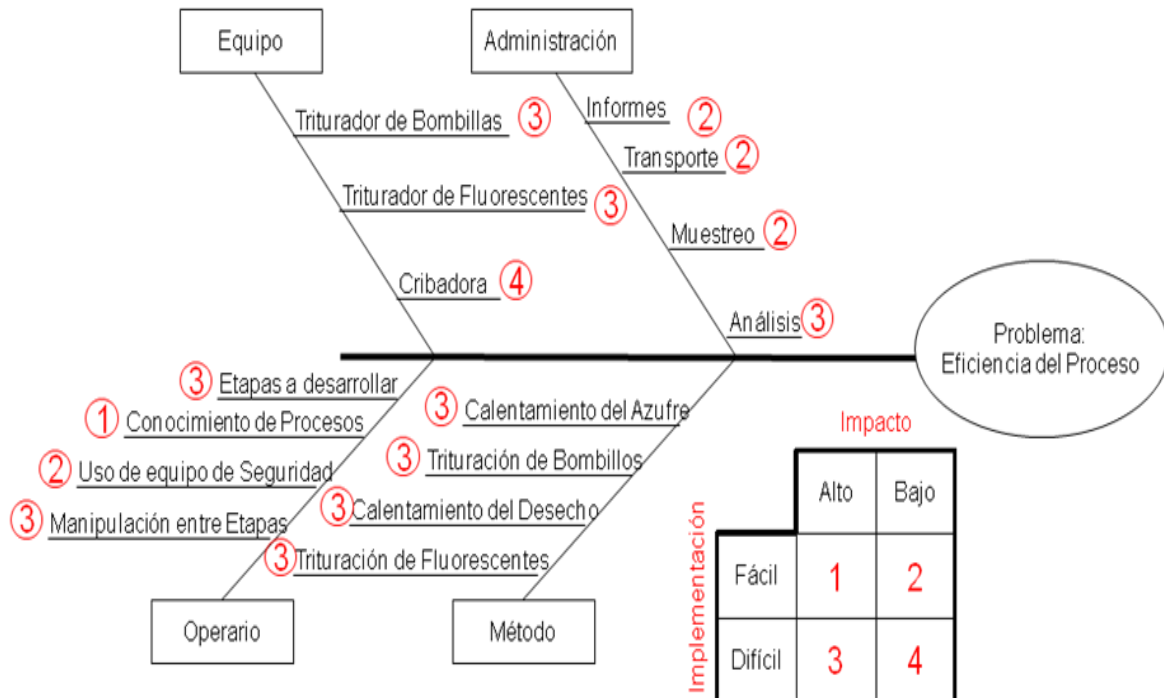 Equipo
Administración
Triturador de Bombillas 3
Informes 2
Transporte 2
Triturador de Fluorescentes 3
Muestreo 2
Cribadora 4
Análisis 3
Problema:
Eficiencia del Proceso
3 Etapas a desarrollar
3 Calentamiento del Azufre
1 Conocimiento de Procesos
3 Trituración de Bombillos
2 Uso de equipo de Seguridad
3 Calentamiento del Desecho
3 Manipulación entre Etapas
3 Trituración de Fluorescentes
Operario
Método
Impacto
Implementación
Alto Bajo
Fácil 1 2
Difícil 3 4